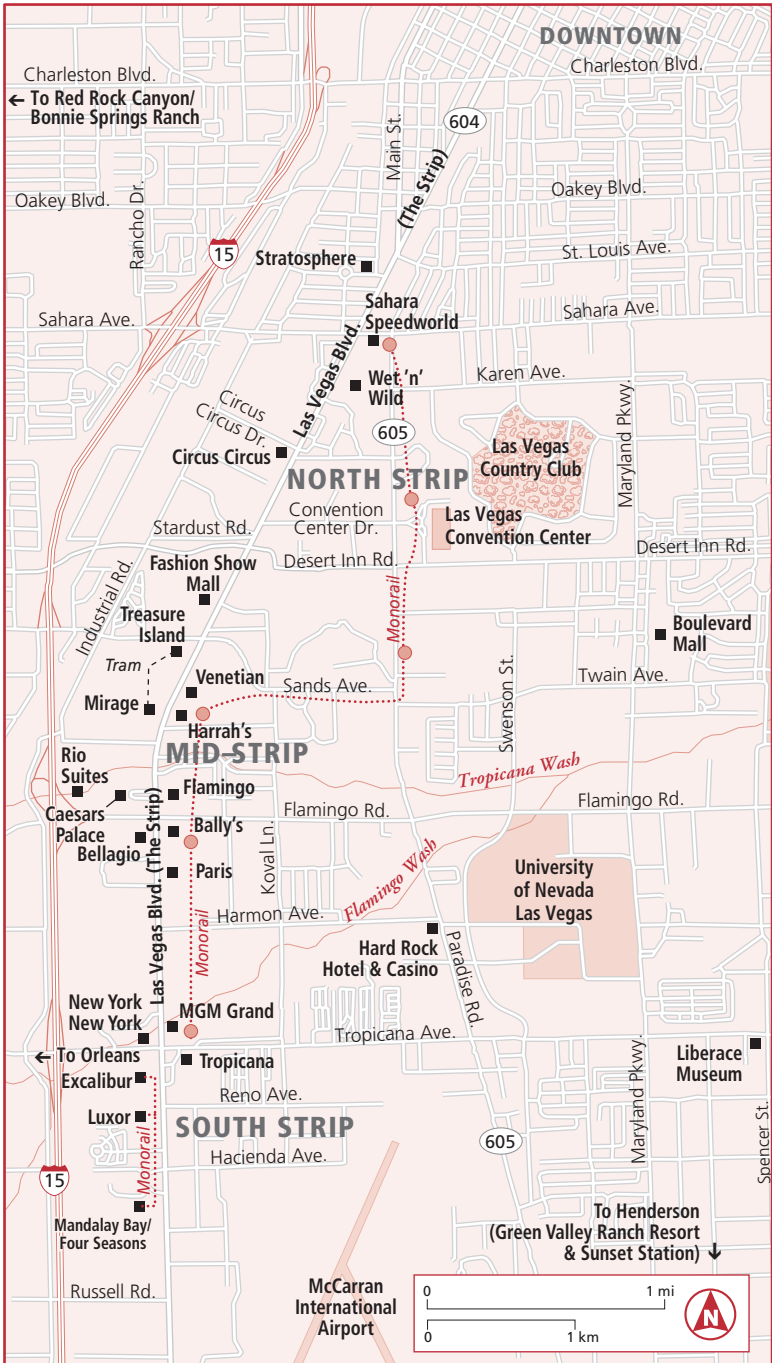 DOWNTOWN
Charleston Blvd.
Charleston Blvd.
← To Red Rock Canyon/
Bonnie Springs Ranch
Main St.
604
Rancho Dr.
(The Strip)
Oakey Blvd.
Oakey Blvd.
15
St. Louis Ave.
Stratosphere
Sahara
Speedworld
Sahara Ave.
Sahara Ave.
Las Vegas Blvd.
Wet 'n'
Wild
Karen Ave.
Circus
Circus Dr.
Maryland Pkwy.
605
Las Vegas
Country Club
Circus Circus
NORTH STRIP
Convention
Center Dr.
Las Vegas
Convention Center
Stardust Rd.
Desert Inn Rd.
Desert Inn Rd.
Industrial Rd.
Fashion Show
Mall
Monorail
Treasure
Island
Boulevard
Mall
Tram
Venetian
Sands Ave.
Swenson St.
Twain Ave.
Mirage
Harrah's
MID-STRIP
Rio
Suites
Tropicana Wash
Flamingo
Caesars
Palace
Flamingo Rd.
Flamingo Rd.
Bally's
Bellagio
Las Vegas Blvd. (The Strip)
Koval Ln.
Paris
Flamingo Wash
University
of Nevada
Las Vegas
Harmon Ave.
Monorail
Hard Rock
Hotel & Casino
Paradise Rd.
New York
New York
MGM Grand
Tropicana Ave.
← To Orleans
Tropicana
Liberace
Museum
Excalibur
Reno Ave.
Maryland Pkwy.
Luxor
SOUTH STRIP
Monorail
Hacienda Ave.
605
Spencer St.
15
Mandalay Bay/
Four Seasons
To Henderson
(Green Valley Ranch Resort
& Sunset Station) ↓
Russell Rd.
McCarran
International
Airport
0 1 mi
0 1 km
N